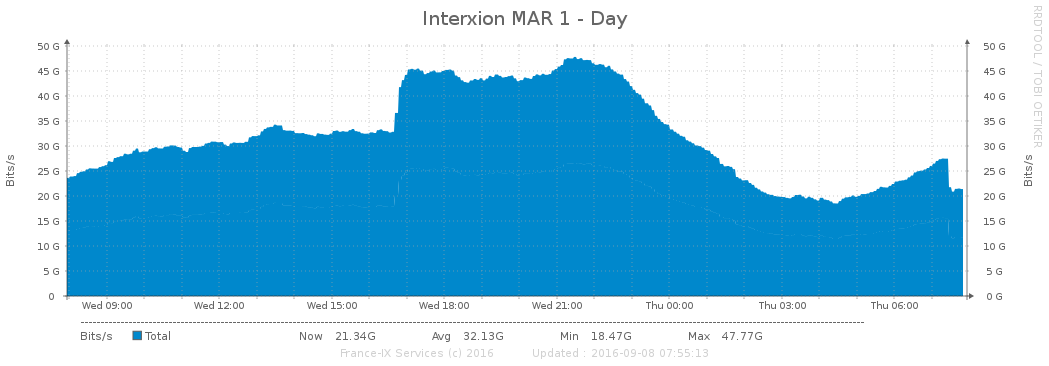 Interxion MAR 1 - Day
RRDTOOL / TOBI OETIKER
Bits/s
50 G 50 G
45 G 45 G
40 G 40 G
35 G 35 G
30 G 30 G
25 G 25 G
20 G 20 G
15 G 15 G
10 G 10 G
5 G 5 G
0 0 G
Bits/s
Wed 09:00 Wed 12:00 Wed 15:00 Wed 18:00 Wed 21:00 Thu 00:00 Thu 03:00 Thu 06:00
Bits/s Total Now 21.34G Avg 32.13G Min 18.47G Max 47.77G
France-IX Services (c) 2016 Updated : 2016-09-08 07:55:13